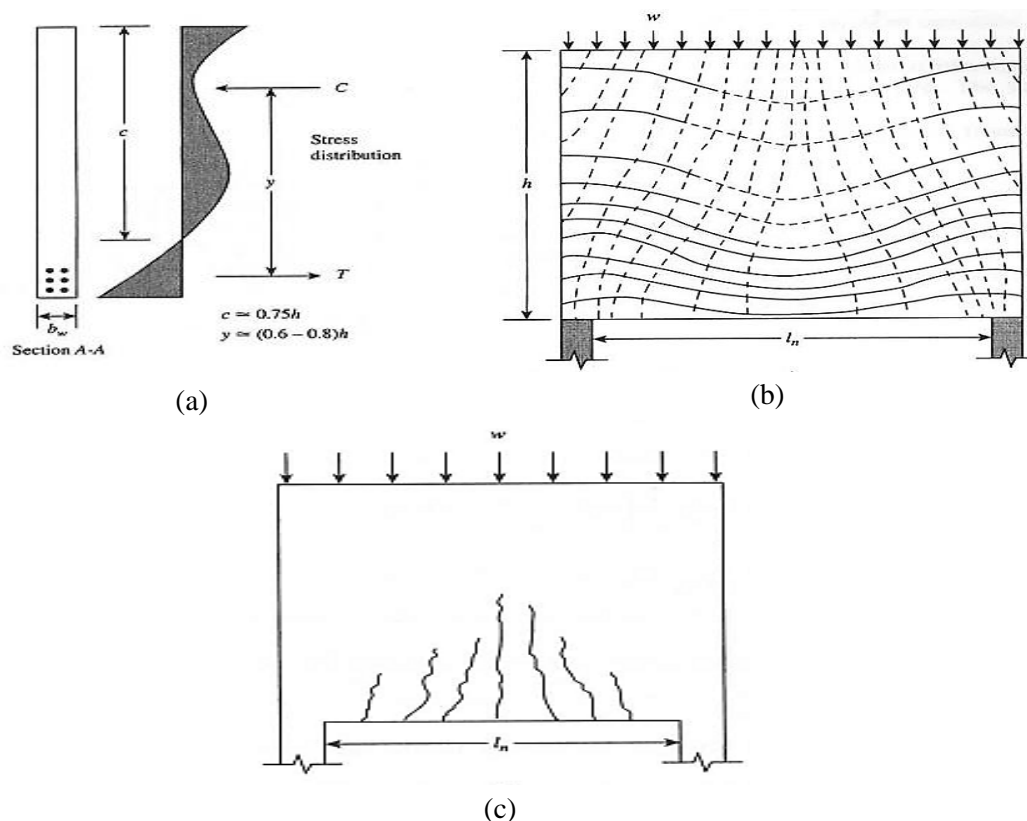 c
C
Stress
distribution
y
T
b_w
Section A-A
c ≃ 0.75h
y ≃ (0.6 – 0.8)h
(a)
w
h
l_n
(b)
w
l_n
(c)